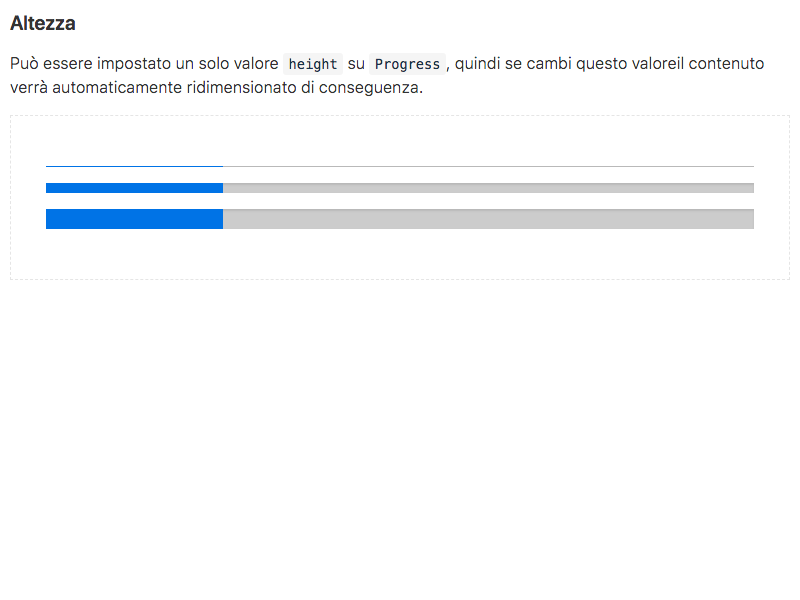 Altezza
Può essere impostato un solo valore height su Progress, quindi se cambi questo valoreil contenuto
verrà automaticamente ridimensionato di conseguenza.